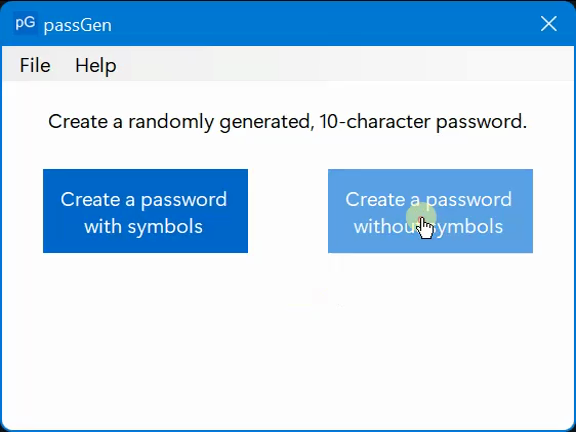 pG passGen
File Help
Create a randomly generated, 10-character password.
Create a password
with symbols
Create a password
without symbols